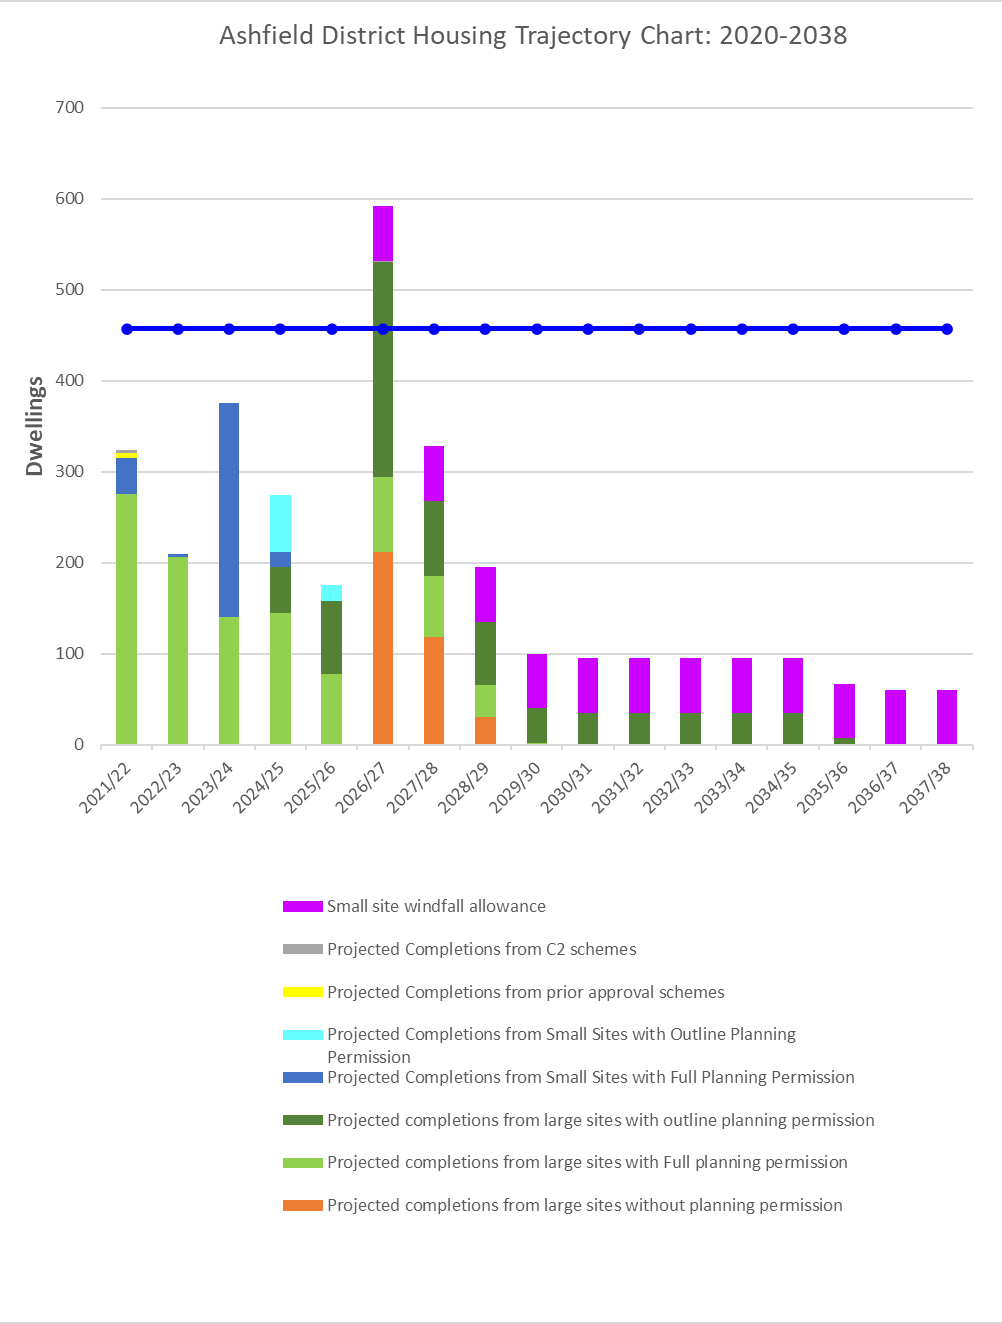 Ashfield District Housing Trajectory Chart: 2020-2038
700
600
500
400
300
200
100
0
Dwellings
2021/22
2022/23
2023/24
2024/25
2025/26
2026/27
2027/28
2028/29
2029/30
2030/31
2031/32
2032/33
2033/34
2034/35
2035/36
2036/37
2037/38
Small site windfall allowance
Projected Completions from C2 schemes
Projected Completions from prior approval schemes
Projected Completions from Small Sites with Outline Planning
Permission
Projected Completions from Small Sites with Full Planning Permission
Projected completions from large sites with outline planning permission
Projected completions from large sites with Full planning permission
Projected completions from large sites without planning permission